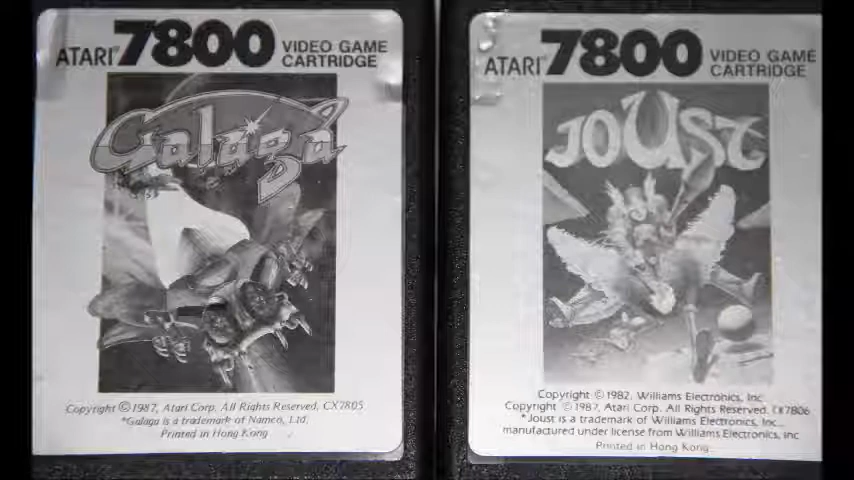 ATARI 7800 VIDEO GAME CARTRIDGE
Galaga
Copyright ©1987, Atari Corp. All Rights Reserved, CX7805
*Galaga is a trademark of Namco, Ltd.
Printed in Hong Kong
ATARI 7800 VIDEO GAME CARTRIDGE
JOUST
Copyright ©1982, Williams Electronics, Inc.
Copyright ©1987, Atari Corp. All Rights Reserved, CX7806
*Joust is a trademark of Williams Electronics, Inc.,
manufactured under license from Williams Electronics, Inc
Printed in Hong Kong